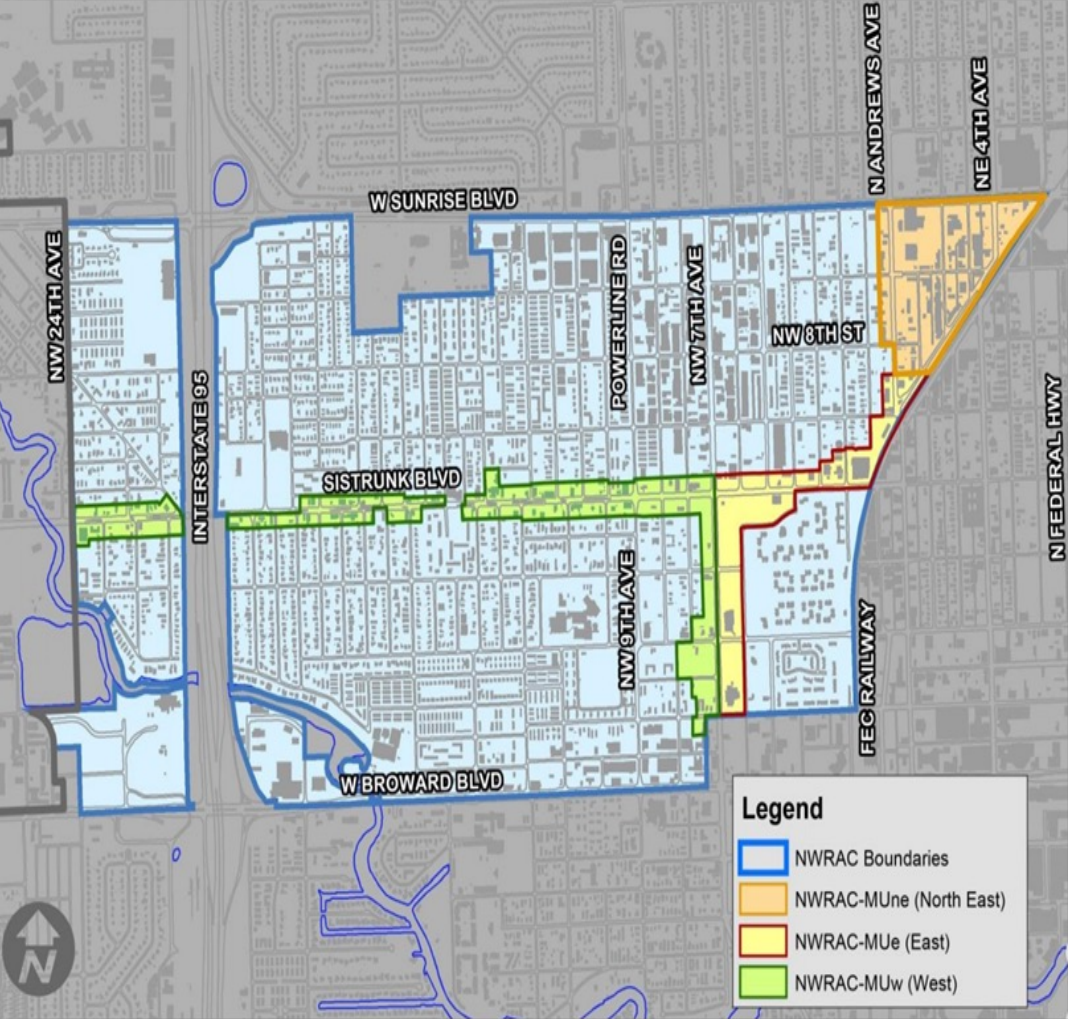 N ANDREWS AVE
NE 4TH AVE
W SUNRISE BLVD
NW 24TH AVE
POWERLINE RD
NW 7TH AVE
NW 8TH ST
INTERSTATE 95
N FEDERAL HWY
SISTRUNK BLVD
NW 9TH AVE
FEC RAILWAY
W BROWARD BLVD
Legend
NWRAC Boundaries
NWRAC-MUne (North East)
NWRAC-MUe (East)
NWRAC-MUw (West)
N